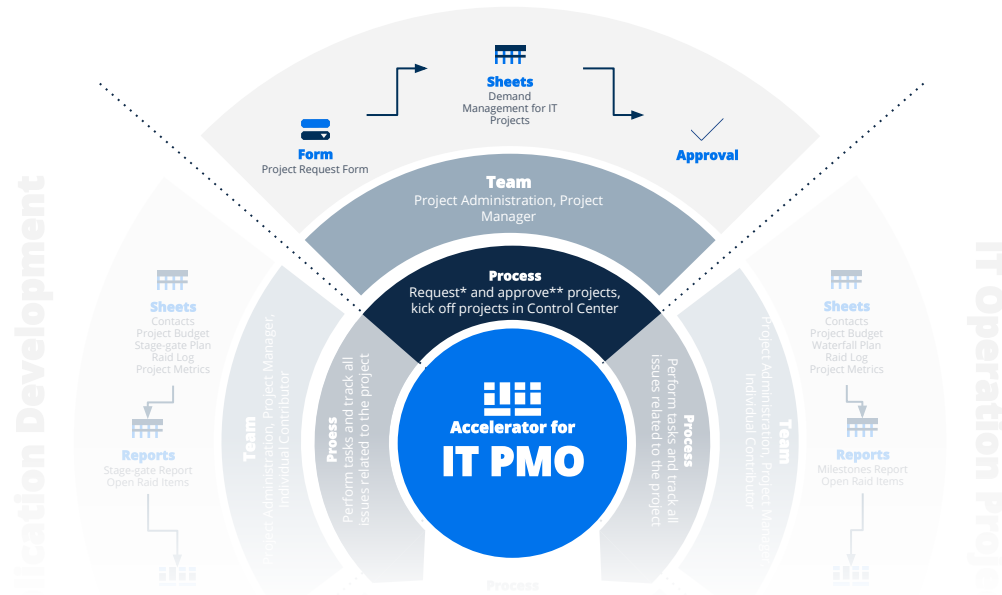 Sheets
Demand
Management for IT
Projects
Form
Project Request Form
Approval
Team
Project Administration, Project
Manager
Process
Request* and approve** projects,
kick off projects in Control Center
Accelerator for
IT PMO
Sheets
Contacts
Project Budget
Stage-gate Plan
Raid Log
Project Metrics
Reports
Stage-gate Report
Open Raid Items
Team
Project Administration, Project Manager,
Individual Contributor
Proess
Perform tasks and track all
issues related to the project
Process
Perform tasks and track all
issues related to the project
Team
Project Administration, Project Manager,
Individual Contributor
Sheets
Contacts
Project Budget
Waterfall Plan
Raid Log
Project Metrics
Reports
Milestones Report
Open Raid Items
Process
Development
IT Operation